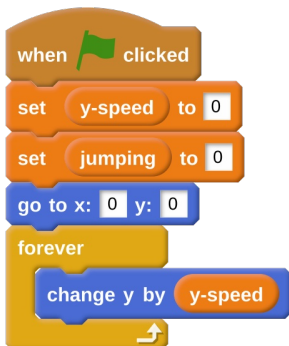 when clicked
set y-speed to 0
set jumping to 0
go to x: 0 y: 0
forever
change y by y-speed